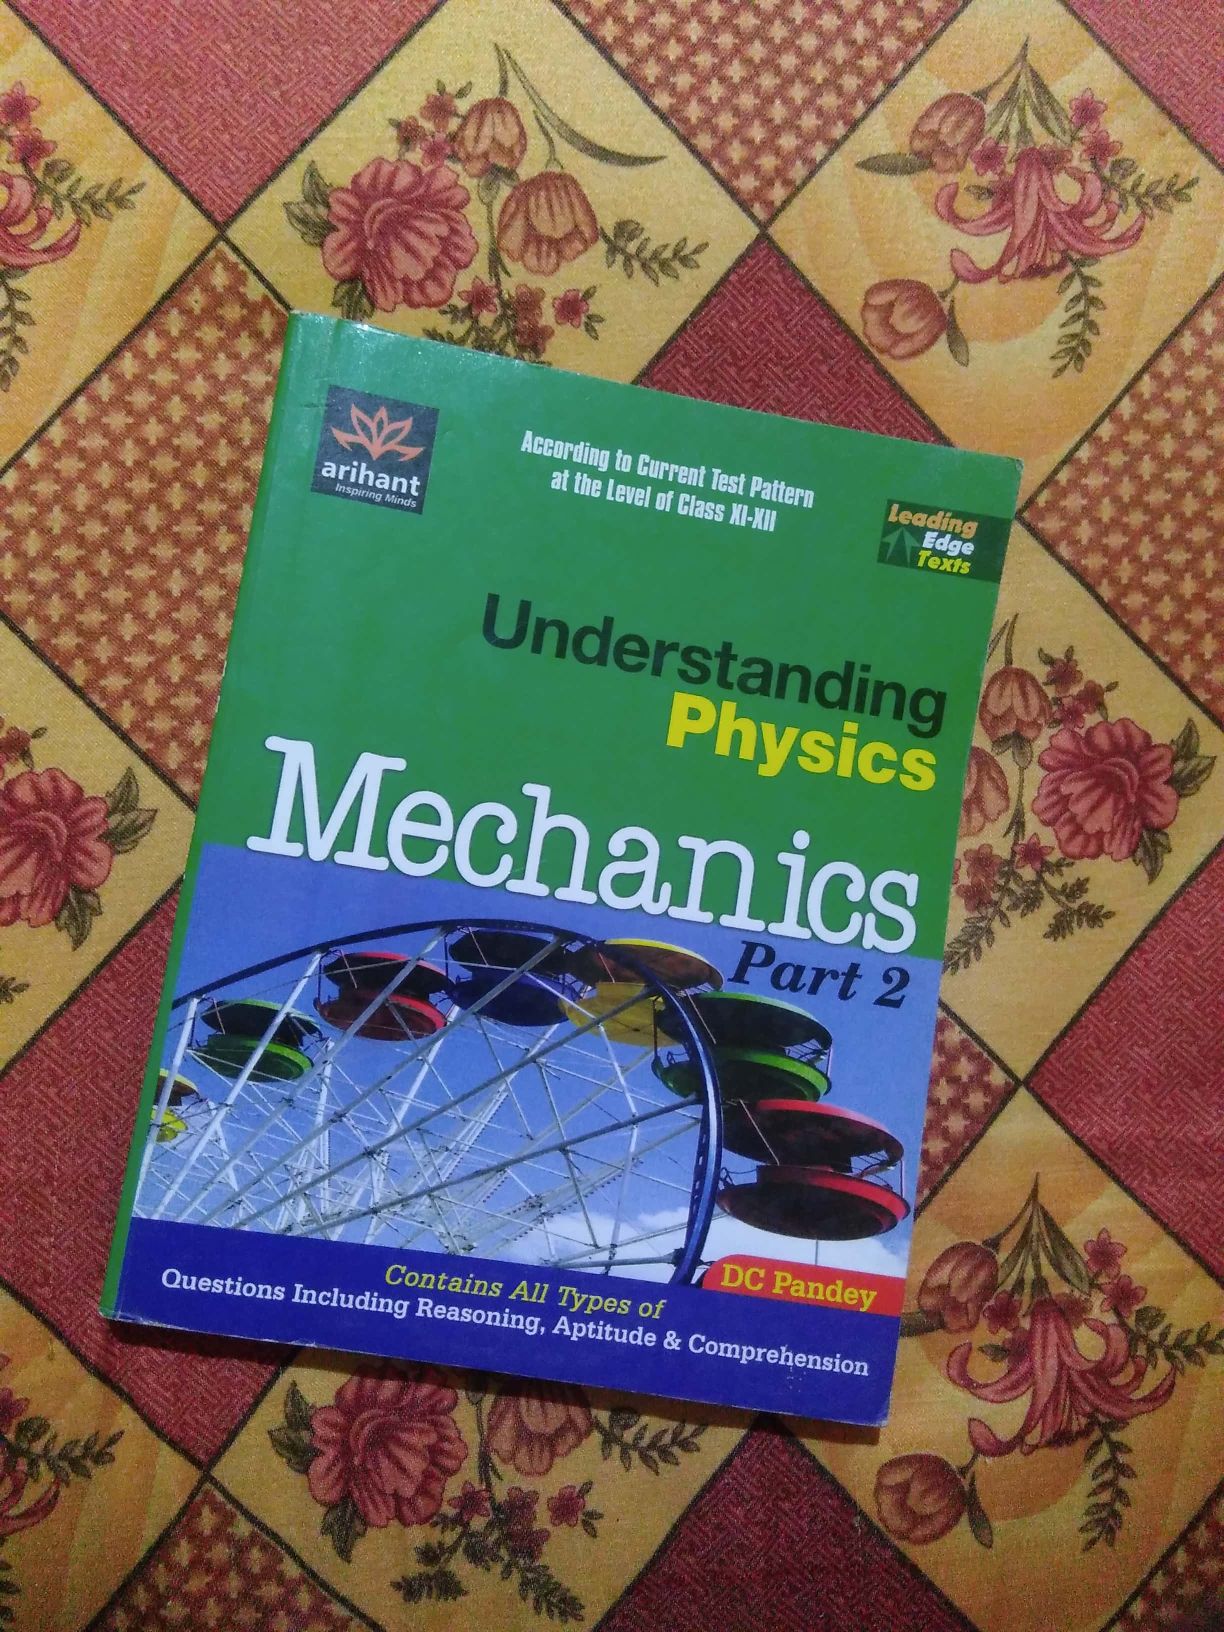 arihant
Inspiring Minds
According to Current Test Pattern
at the Level of Class XI-XII
Leading
Edge
Texts
Understanding
Physics
Mechanics
Part 2
DC Pandey
Contains All Types of
Questions Including Reasoning, Aptitude & Comprehension